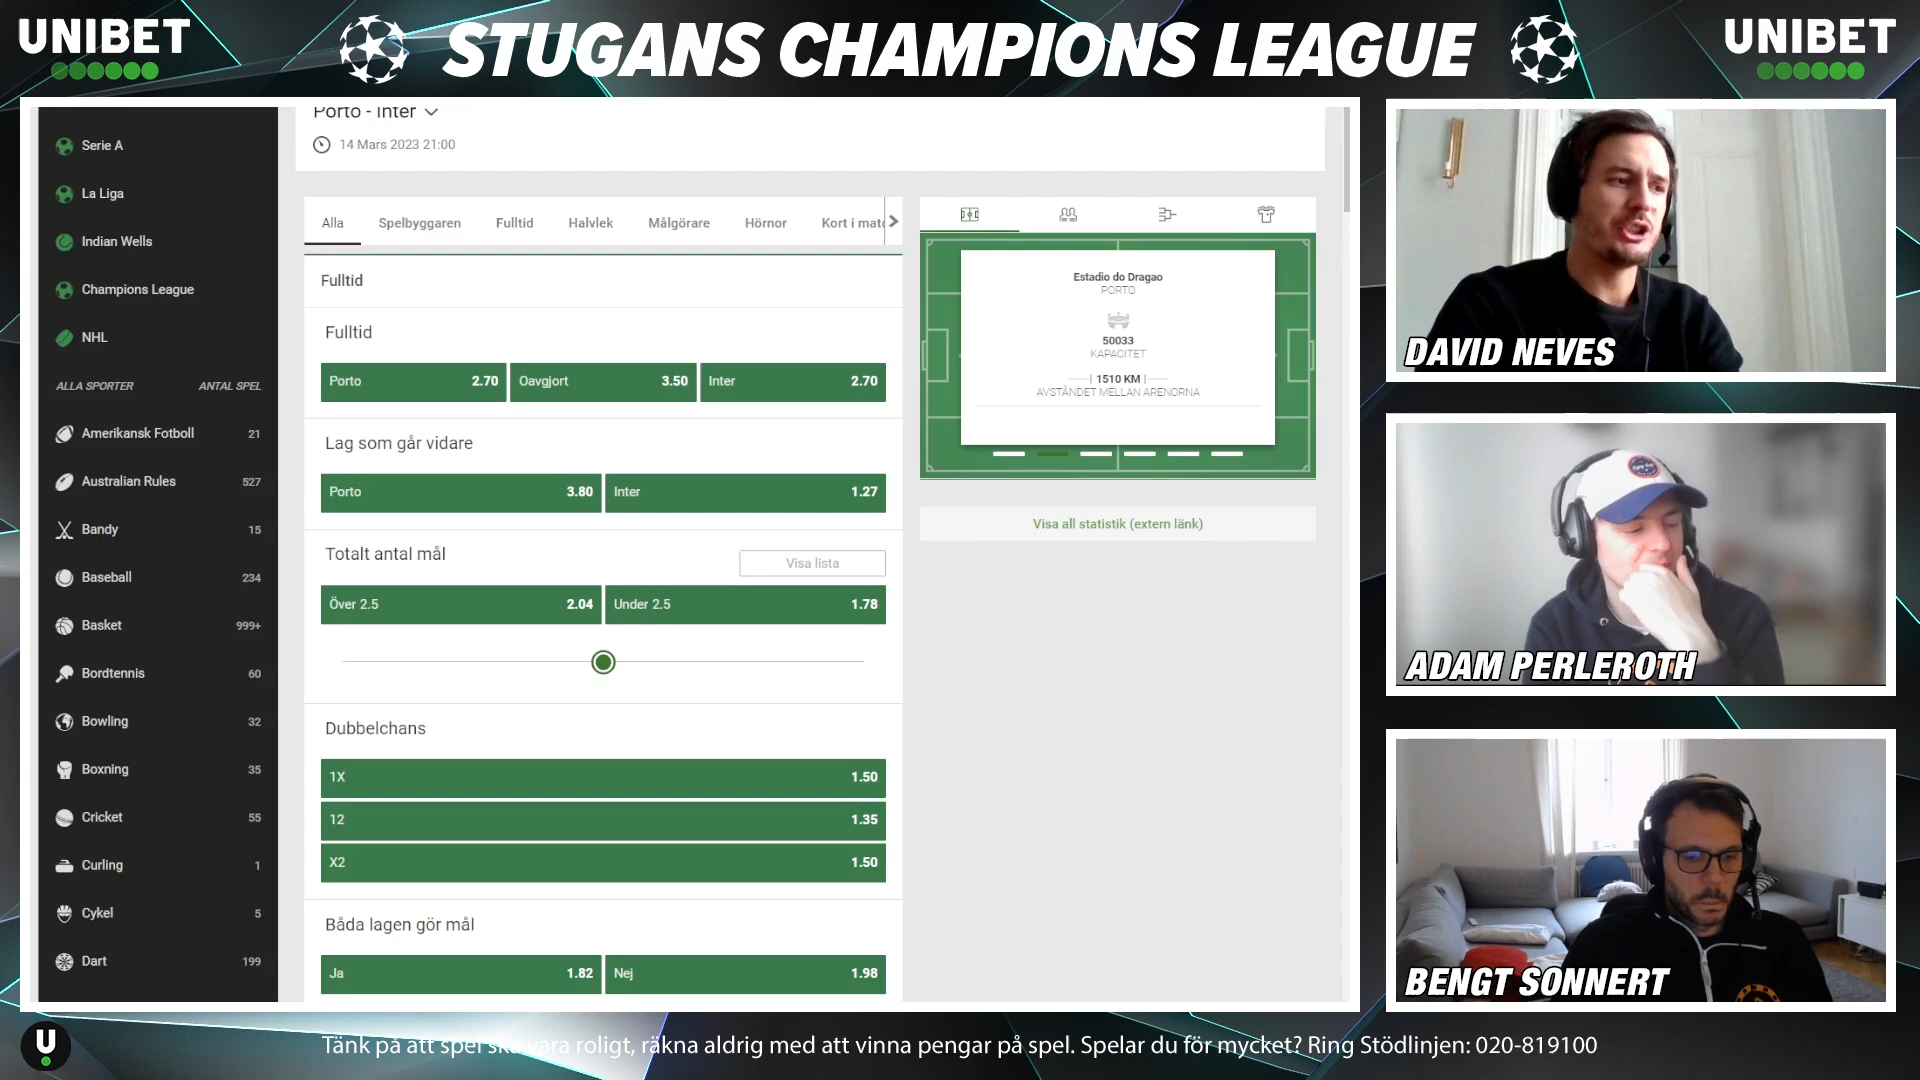 UNIBET
STUGANS CHAMPIONS LEAGUE
UNIBET
Serie A
La Liga
Indian Wells
Champions League
NHL
ALLA SPORTER ANTAL SPEL
Amerikansk Fotboll 21
Australian Rules 527
Bandy 15
Baseball 234
Basket 999+
Bordtennis 60
Bowling 32
Boxning 35
Cricket 55
Curling 1
Cykel 5
Dart 199
Porto - Inter
14 Mars 2023 21:00
Alla Spelbyggaren Fulltid Halvlek Målgörare Hörnor Kort i mat
Fulltid
Fulltid
Porto 2.70 Oavgjort 3.50 Inter 2.70
Lag som går vidare
Porto 3.80 Inter 1.27
Totalt antal mål
Visa lista
Över 2.5 2.04 Under 2.5 1.78
Dubbelchans
1X 1.50
12 1.35
X2 1.50
Båda lagen gör mål
Ja 1.82 Nej 1.98
Estadio do Dragao
PORTO
50033
KAPACITET
1510 KM
AVSTÅNDET MELLAN ARENORNA
Visa all statistik (extern länk)
DAVID NEVES
ADAM PERLEROTH
BENGT SONNERT
U
Tänk på att spel ska vara roligt, räkna aldrig med att vinna pengar på spel. Spelar du för mycket? Ring Stödlinjen: 020-819100